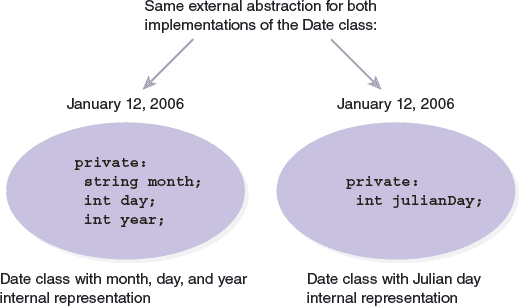 Same external abstraction for both
implementations of the Date class:
January 12, 2006
private:
string month;
int day;
int year;
Date class with month, day, and year
internal representation
January 12, 2006
private:
int julianDay;
Date class with Julian day
internal representation